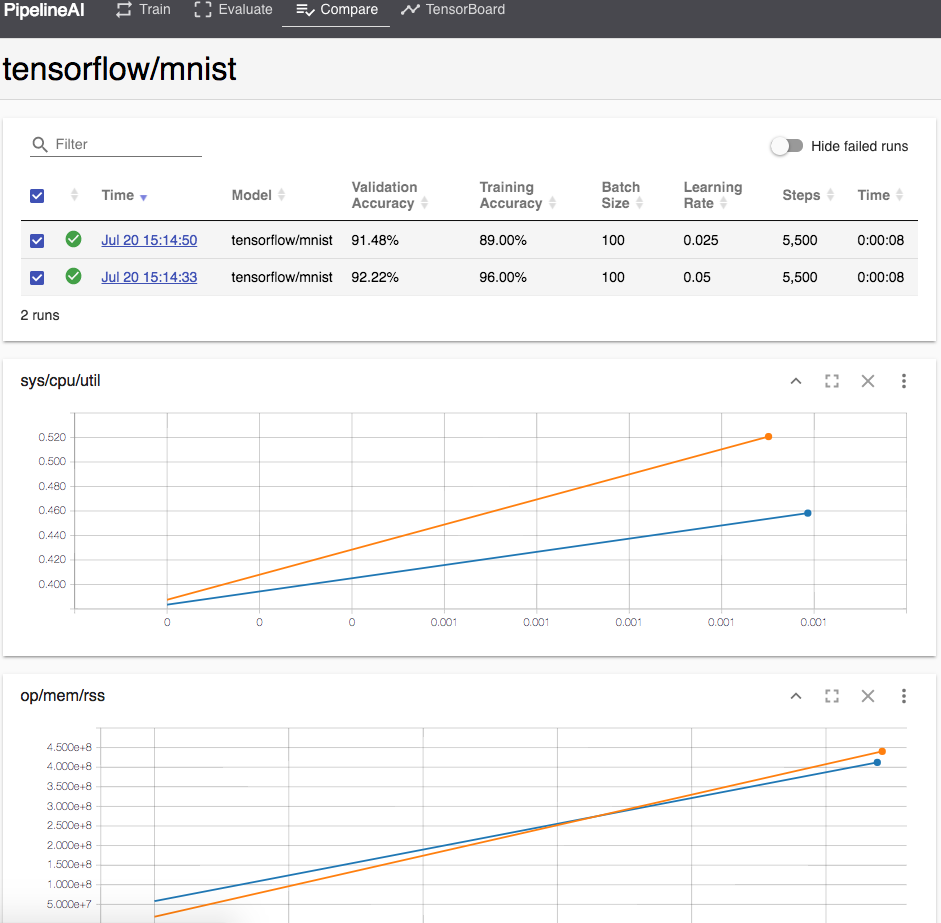 PipelineAI Train Evaluate Compare TensorBoard
tensorflow/mnist
Filter Hide failed runs
Time Model Validation Accuracy Training Accuracy Batch Size Learning Rate Steps Time
Jul 20 15:14:50 tensorflow/mnist 91.48% 89.00% 100 0.025 5,500 0:00:08
Jul 20 15:14:33 tensorflow/mnist 92.22% 96.00% 100 0.05 5,500 0:00:08
2 runs
sys/cpu/util
0.520
0.500
0.480
0.460
0.440
0.420
0.400
0 0 0 0.001 0.001 0.001 0.001 0.001
op/mem/rss
4.500e+8
4.000e+8
3.500e+8
3.000e+8
2.500e+8
2.000e+8
1.500e+8
1.000e+8
5.000e+7